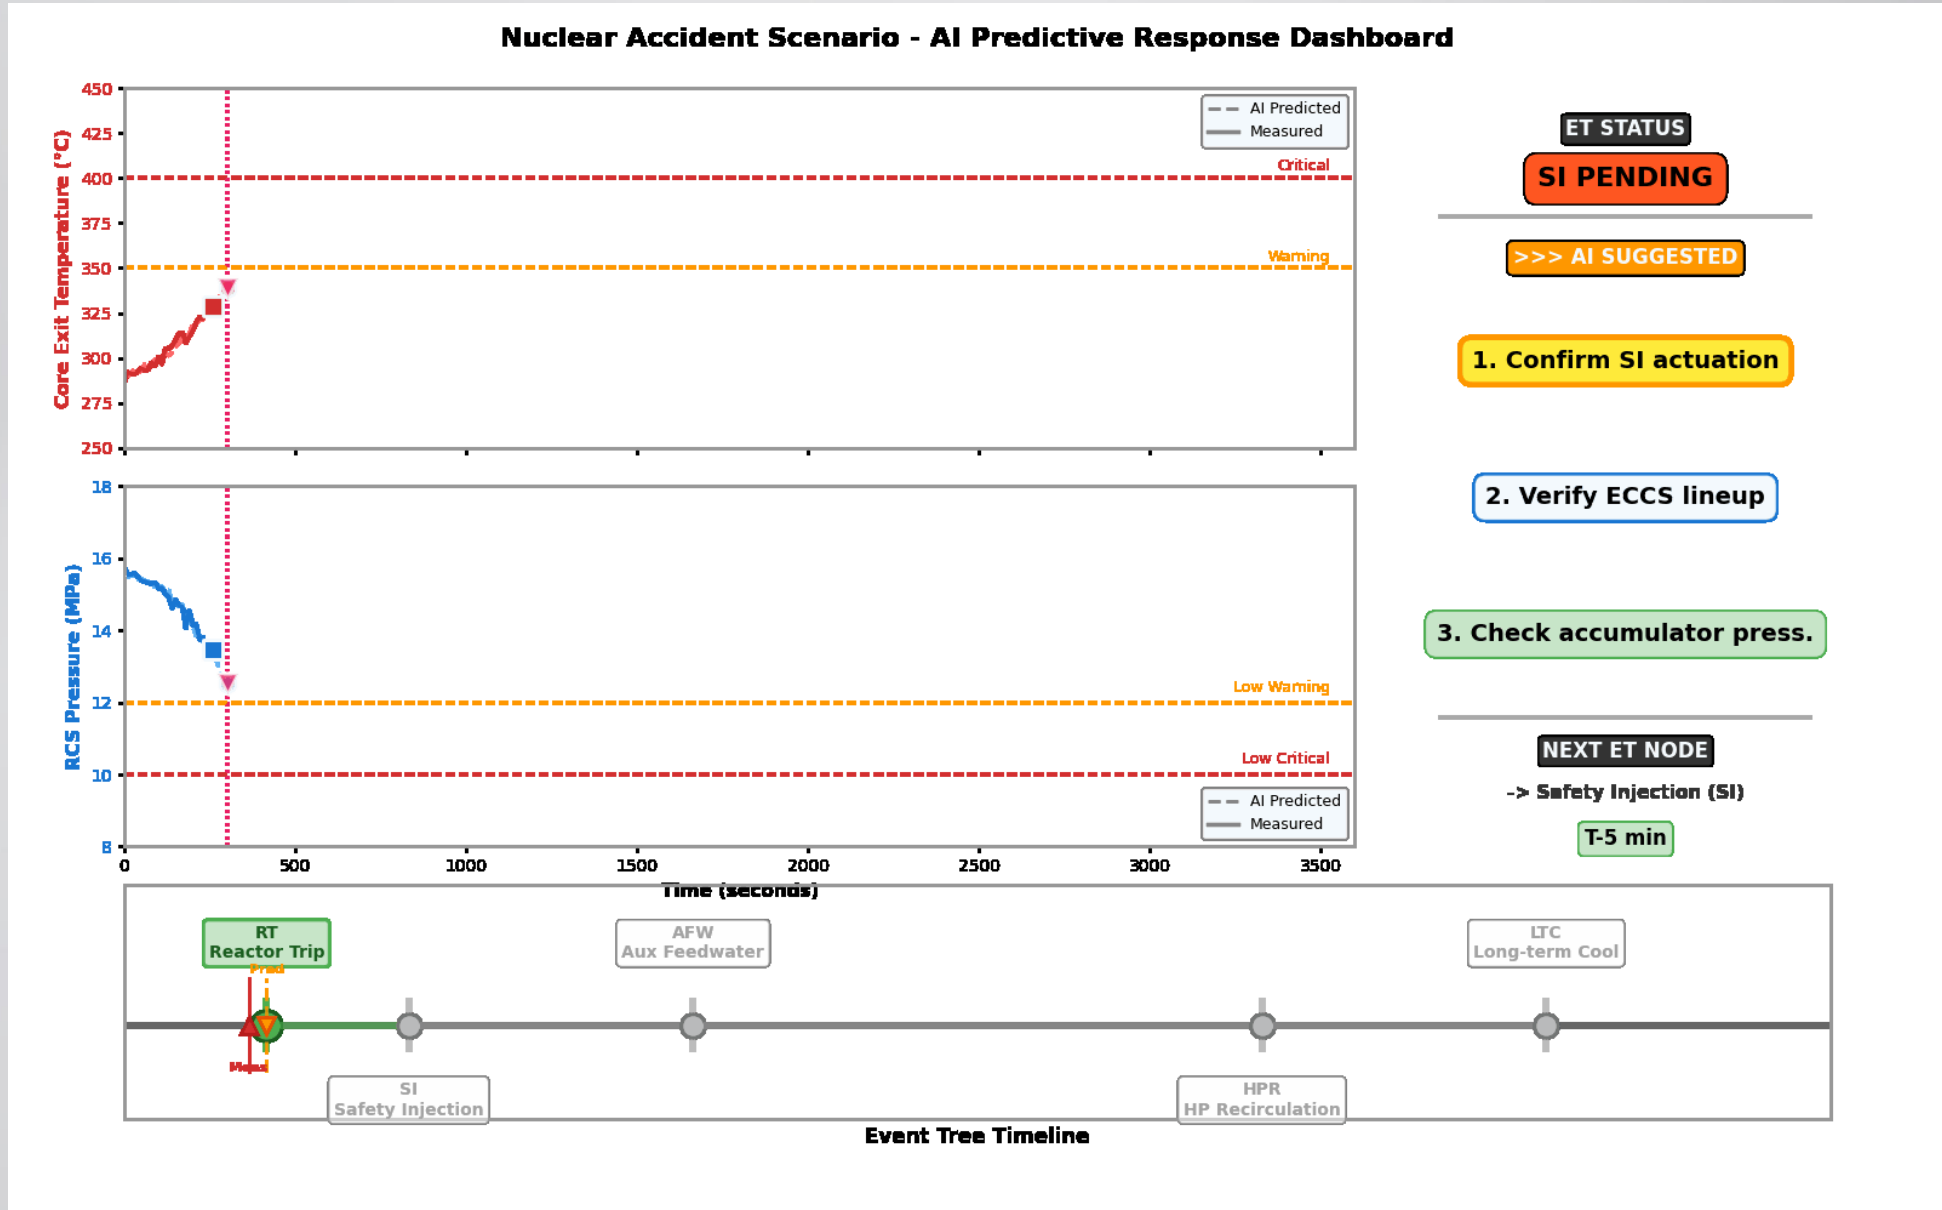 Nuclear Accident Scenario - AI Predictive Response Dashboard
Core Exit Temperature (°C)
450
425
400
375
350
325
300
275
250
AI Predicted
Measured
Critical
Warning
RCS Pressure (MPa)
18
16
14
12
10
8
Low Warning
Low Critical
AI Predicted
Measured
0
500
1000
1500
2000
2500
3000
3500
Time (seconds)
ET STATUS
SI PENDING
>>> AI SUGGESTED
1. Confirm SI actuation
2. Verify ECCS lineup
3. Check accumulator press.
NEXT ET NODE
-> Safety Injection (SI)
T-5 min
RT
Reactor Trip
Pred
Meas
SI
Safety Injection
AFW
Aux Feedwater
HPR
HP Recirculation
LTC
Long-term Cool
Event Tree Timeline